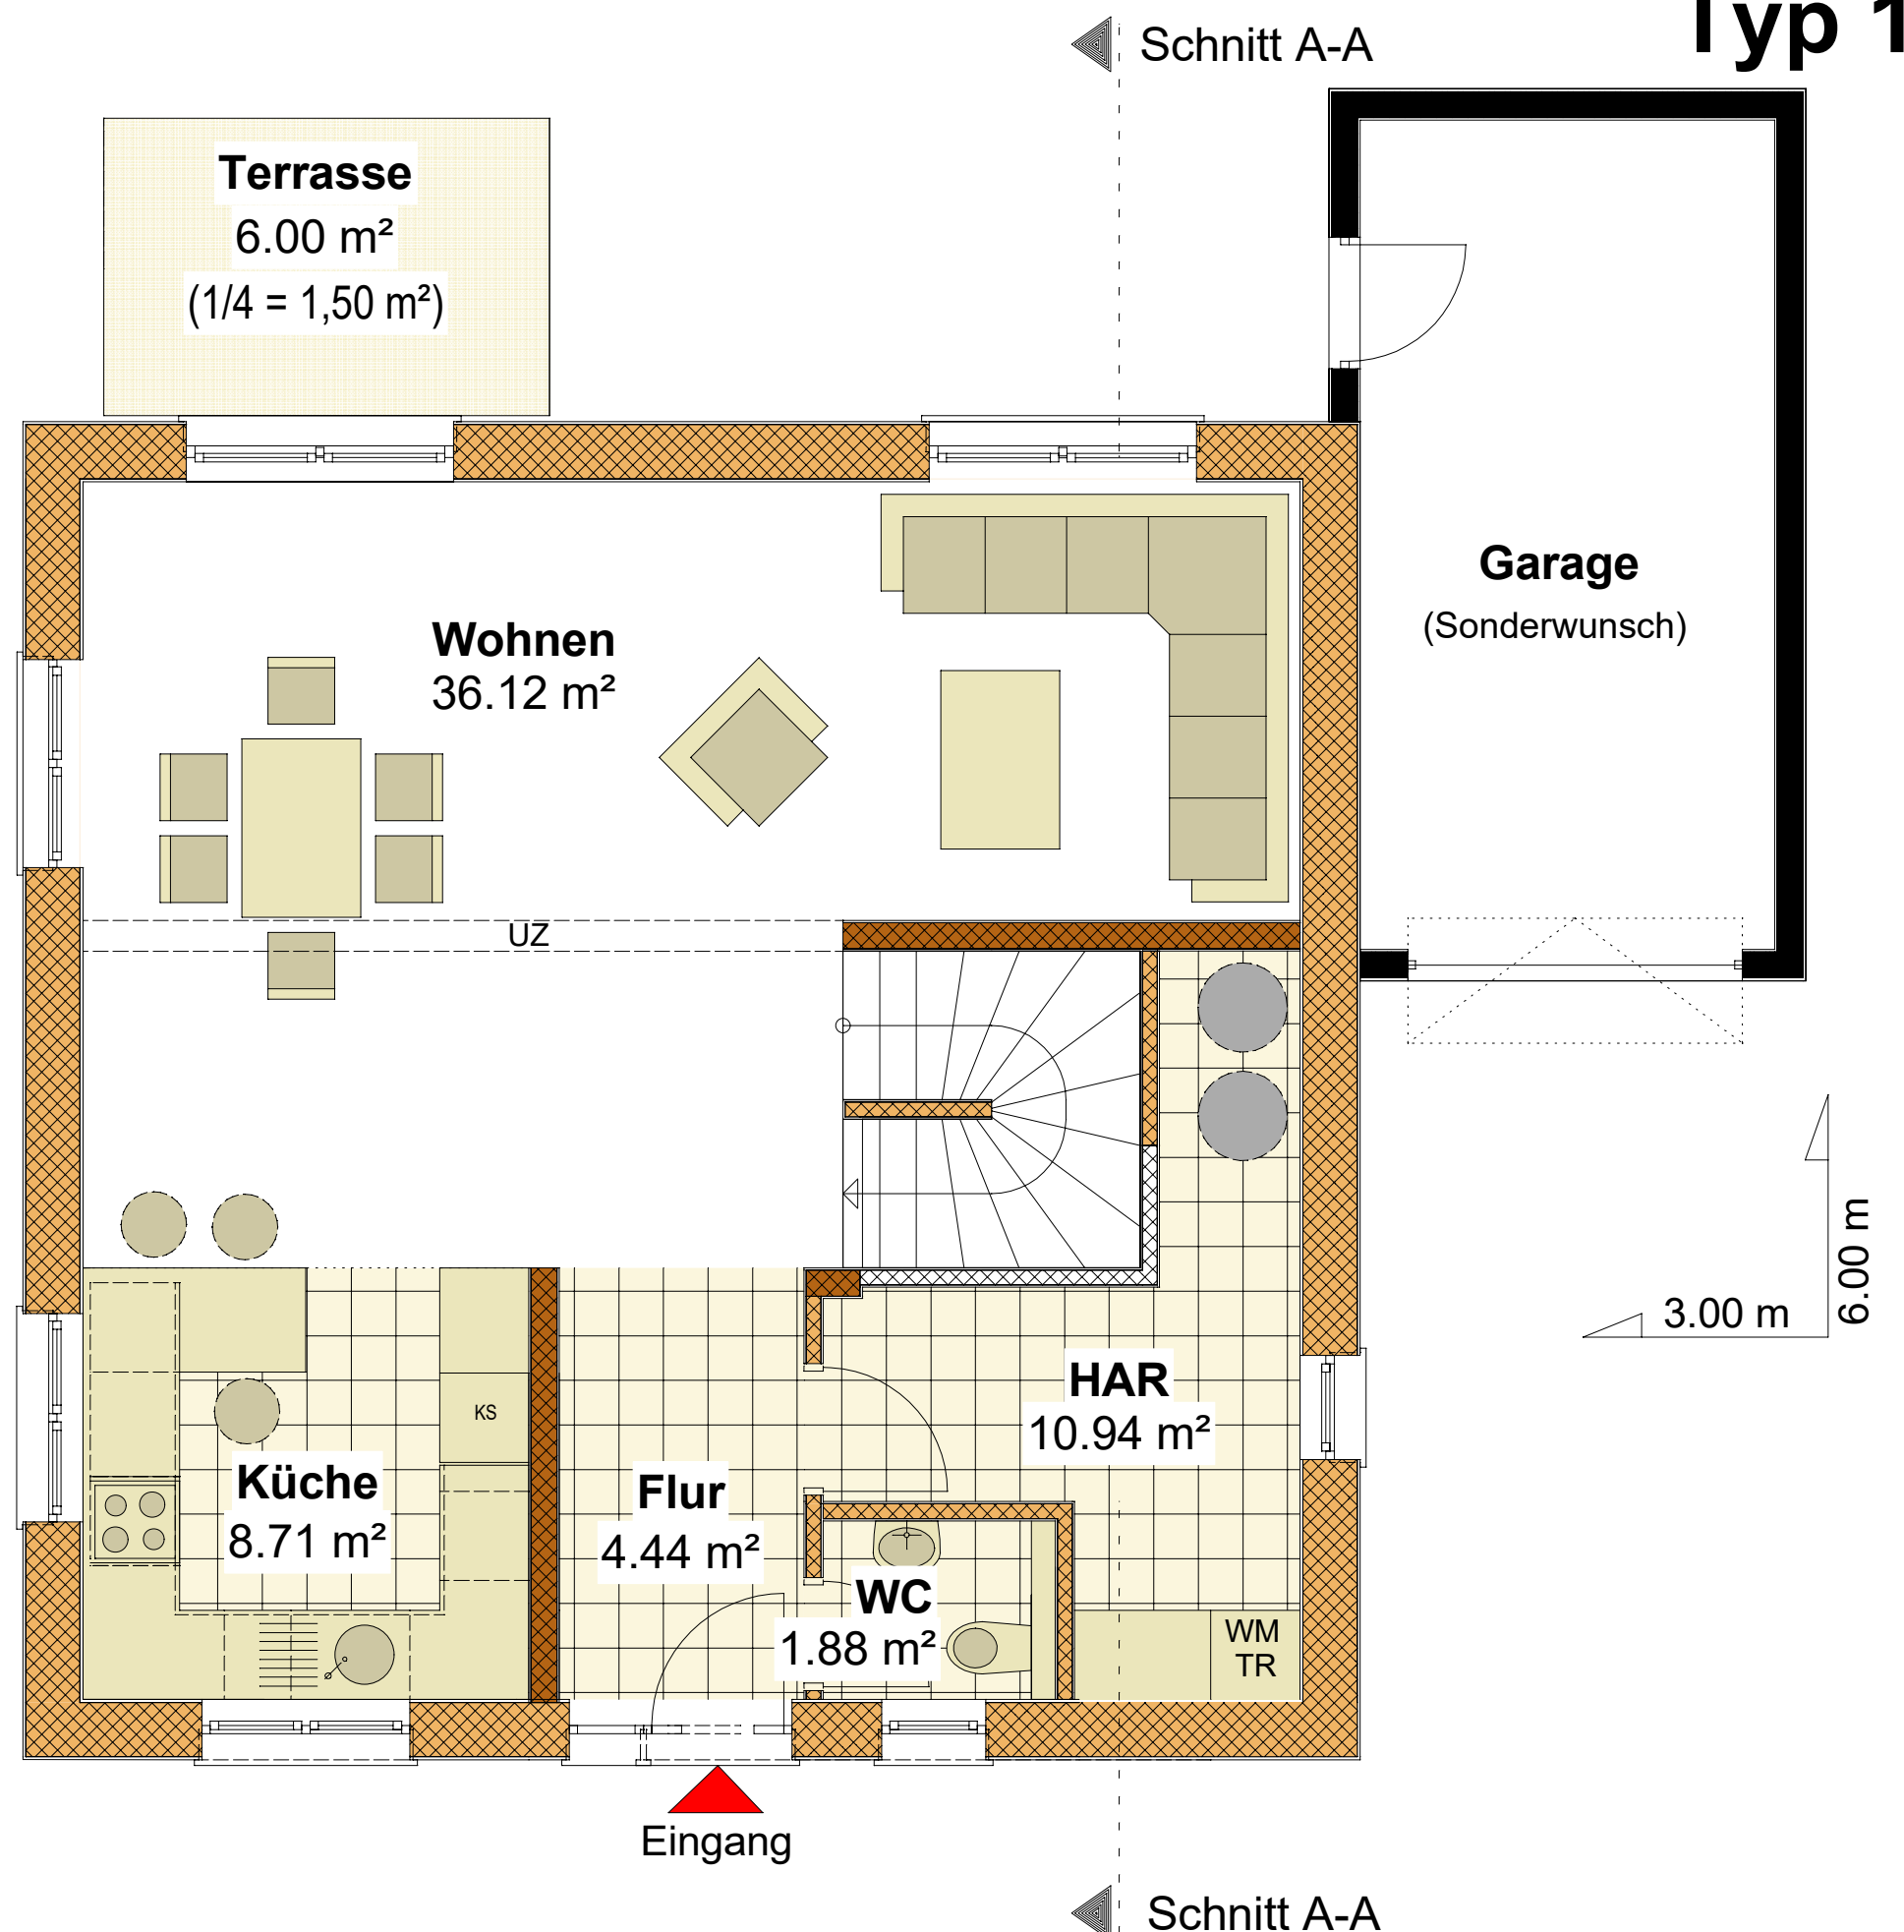 Typ 1
Schnitt A-A
Terrasse
6.00 m²
(1/4 = 1,50 m²)
Garage
(Sonderwunsch)
Wohnen
36.12 m²
UZ
6.00 m
3.00 m
HAR
10.94 m²
KS
Küche
8.71 m²
Flur
4.44 m²
WC
1.88 m²
WM
TR
Eingang
Schnitt A-A